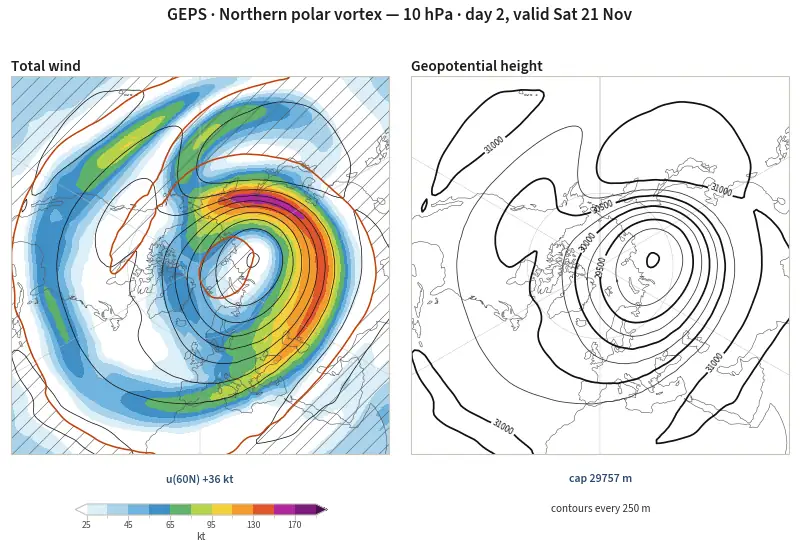 GEPS · Northern polar vortex — 10 hPa · day 2, valid Sat 21 Nov
Total wind
Geopotential height
31000
31000
30500
30000
29500
31000
31000
u(60N) +36 kt
cap 29757 m
contours every 250 m
25 45 65 95 130 170
kt